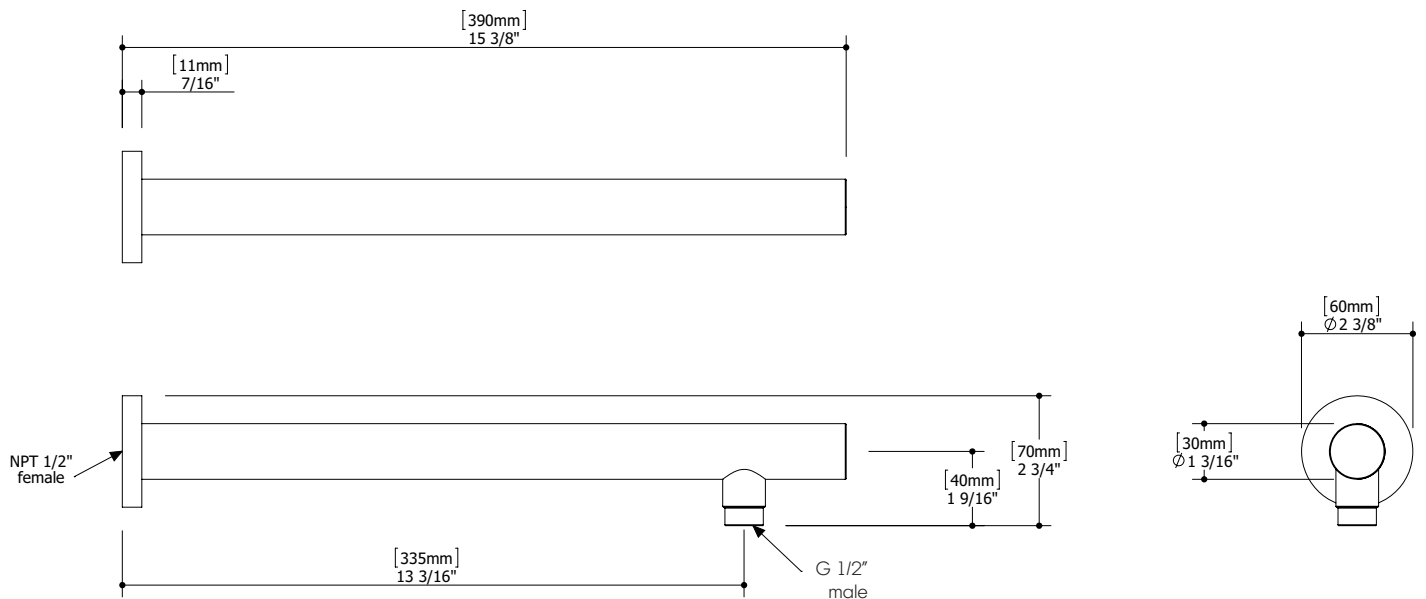 [390mm]
15 3/8"
[11mm]
7/16"
[60mm]
∅2 3/8"
NPT 1/2"
female
[70mm]
2 3/4"
[40mm]
1 9/16"
[30mm]
∅1 3/16"
[335mm]
13 3/16"
G 1/2"
male